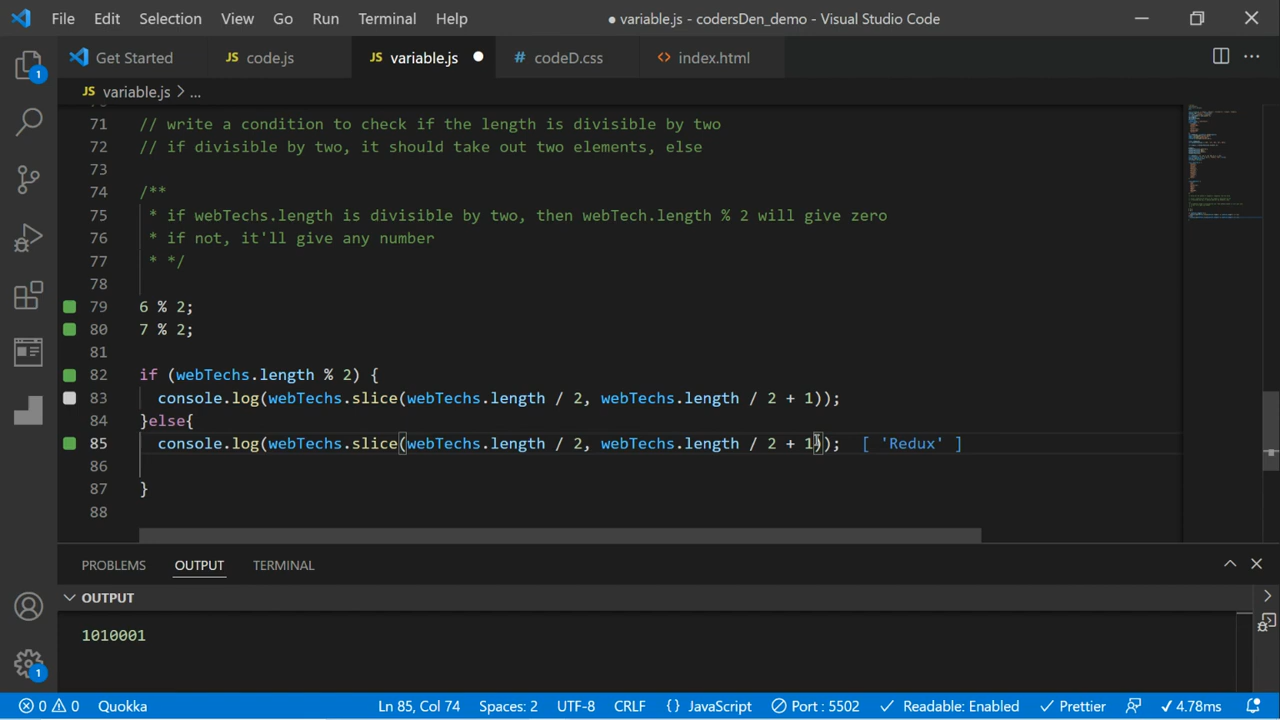 File Edit Selection View Go Run Terminal Help ● variable.js - codersDen_demo - Visual Studio Code
Get Started JS code.js JS variable.js # codeD.css <> index.html
JS variable.js > ...
71 // write a condition to check if the length is divisible by two
72 // if divisible by two, it should take out two elements, else
73
74 /**
75 * if webTechs.length is divisible by two, then webTech.length % 2 will give zero
76 * if not, it'll give any number
77 * */
78
79 6 % 2;
80 7 % 2;
81
82 if (webTechs.length % 2) {
83 console.log(webTechs.slice(webTechs.length / 2, webTechs.length / 2 + 1));
84 }else{
85 console.log(webTechs.slice(webTechs.length / 2, webTechs.length / 2 + 1)); [ 'Redux' ]
86
87 }
88
PROBLEMS OUTPUT TERMINAL
OUTPUT
1010001
1
1
0 0 Quokka Ln 85, Col 74 Spaces: 2 UTF-8 CRLF {} JavaScript Port : 5502 Readable: Enabled Prettier 4.78ms